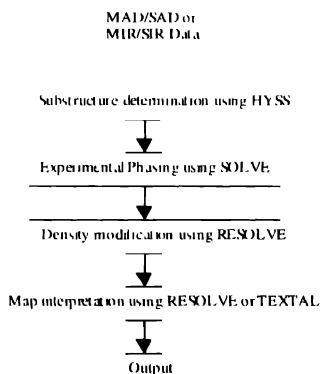 MAD/SAD or
MIR/SIR Data
Substructure determination using HYSS
Experimental Phasing using SOLVE
Density modification using RESOLVE
Map interpretation using RESOLVE or TEXTAL
Output